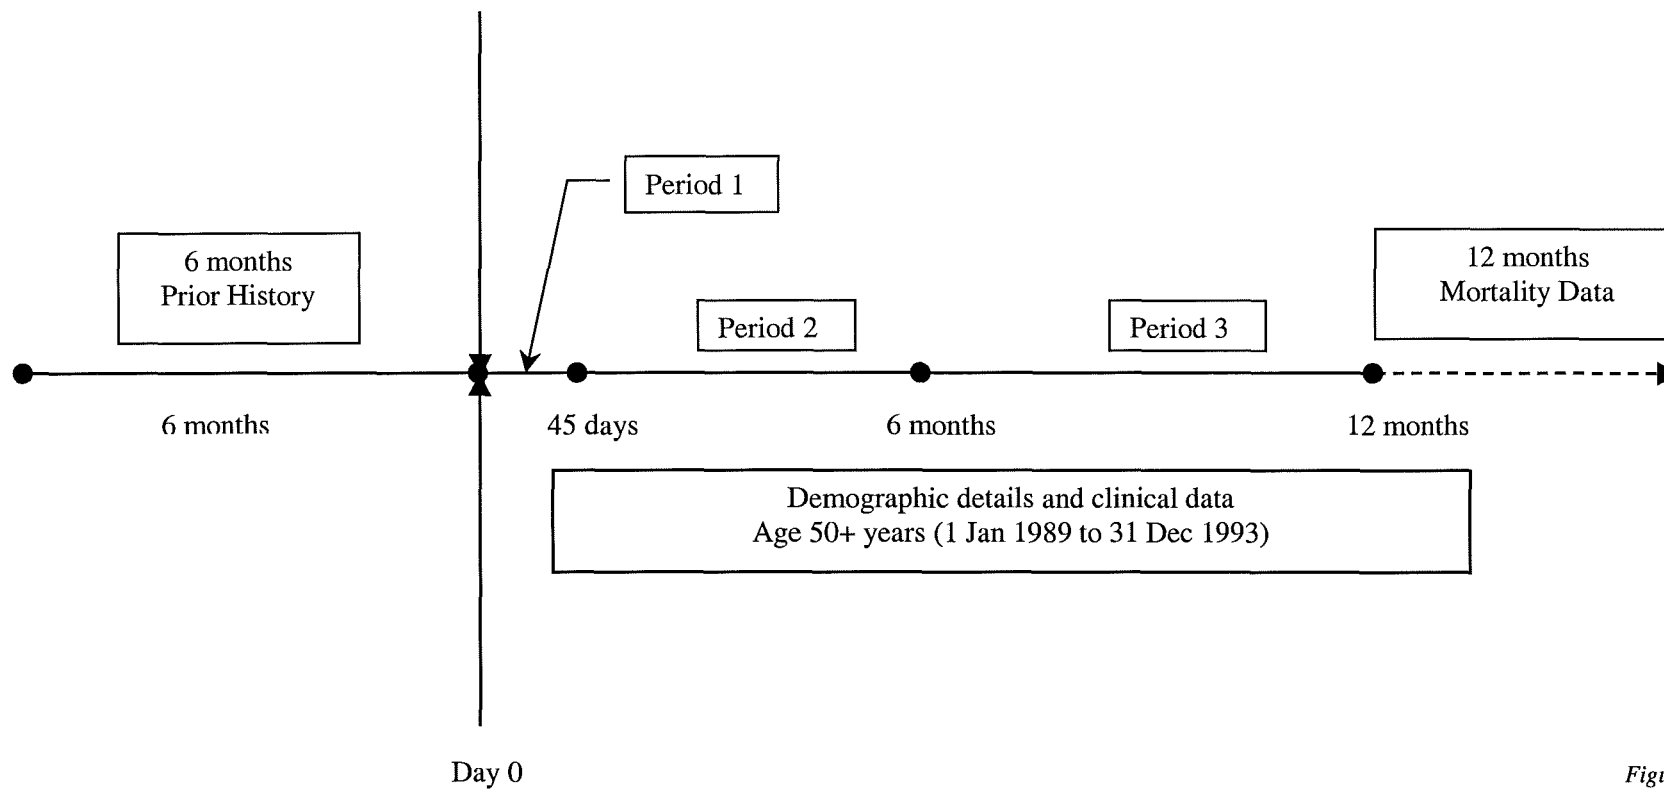 Period 1
6 months
Prior History
12 months
Mortality Data
Period 2
Period 3
6 months
45 days
6 months
12 months
Demographic details and clinical data
Age 50+ years (1 Jan 1989 to 31 Dec 1993)
Day 0